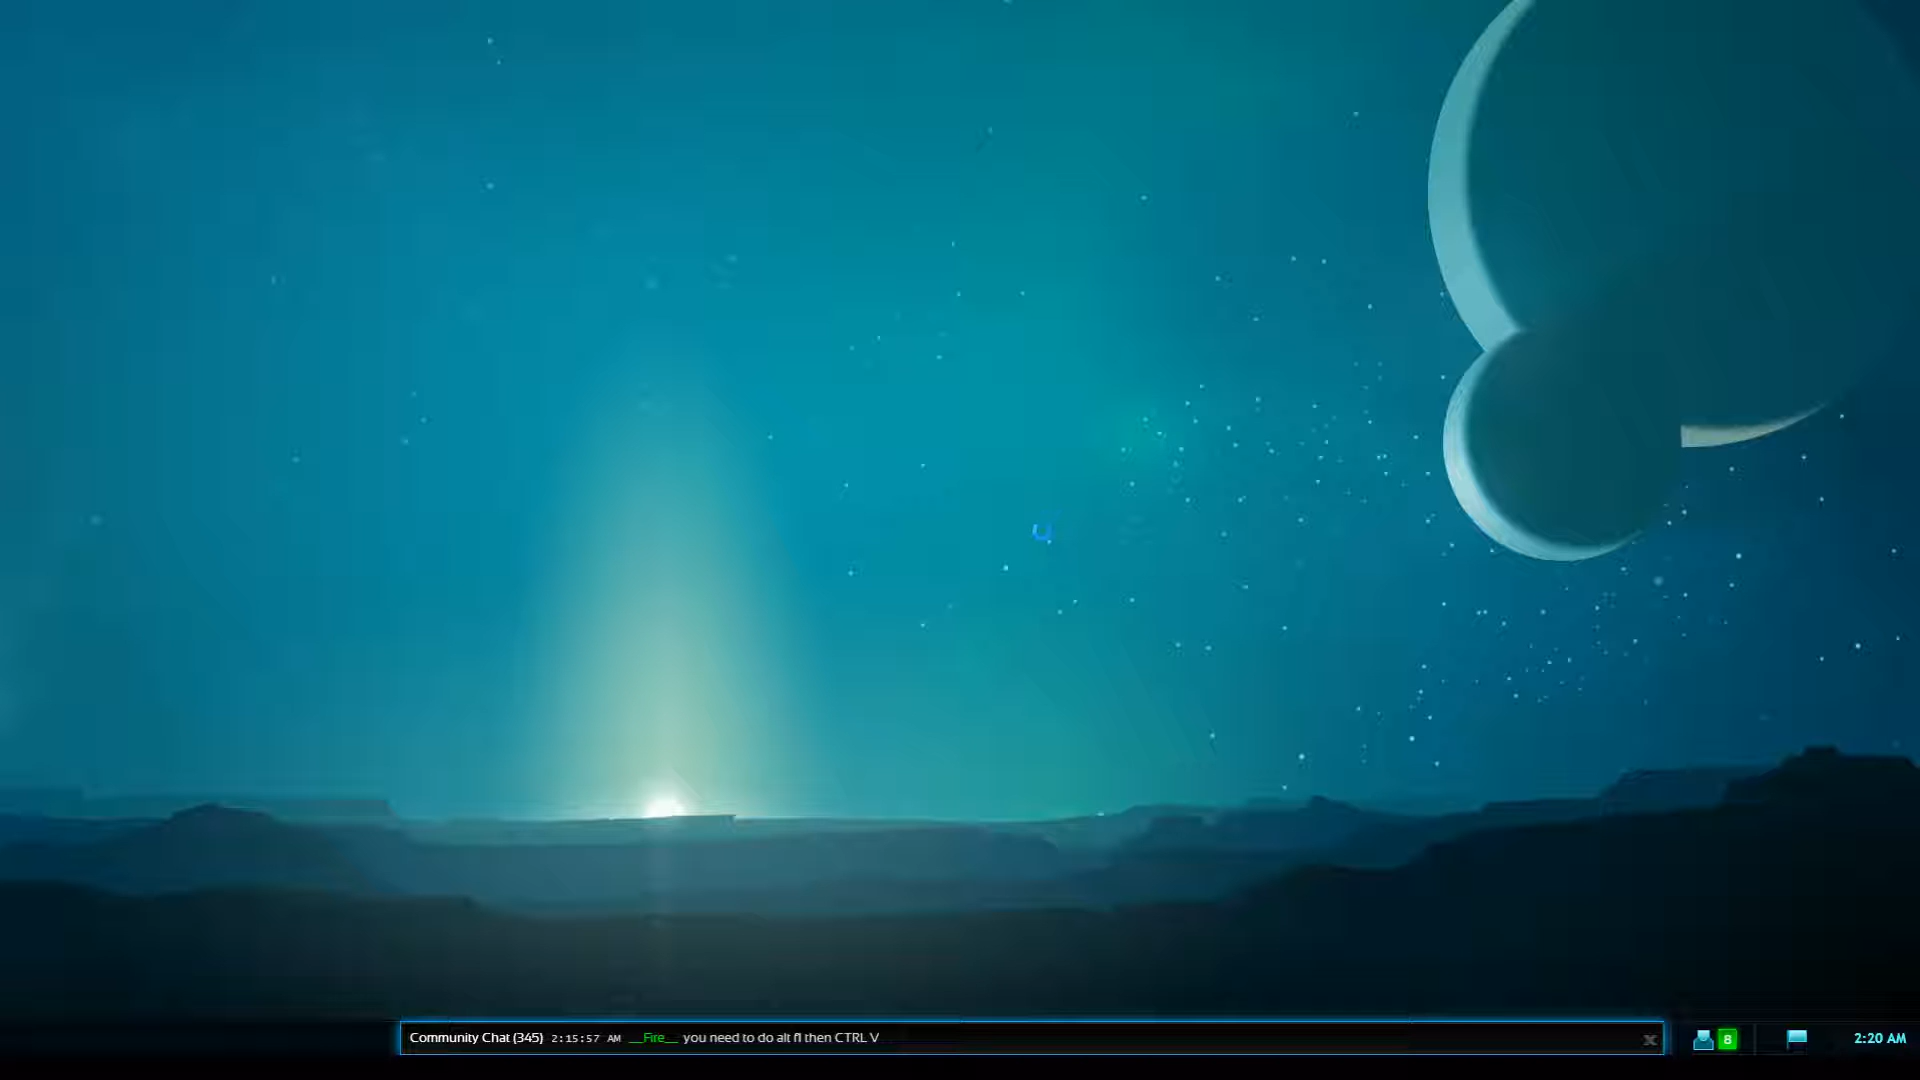 Community Chat (345) 2:15:57 AM __Fire__ you need to do alt fl then CTRL V
x
8
2:20 AM